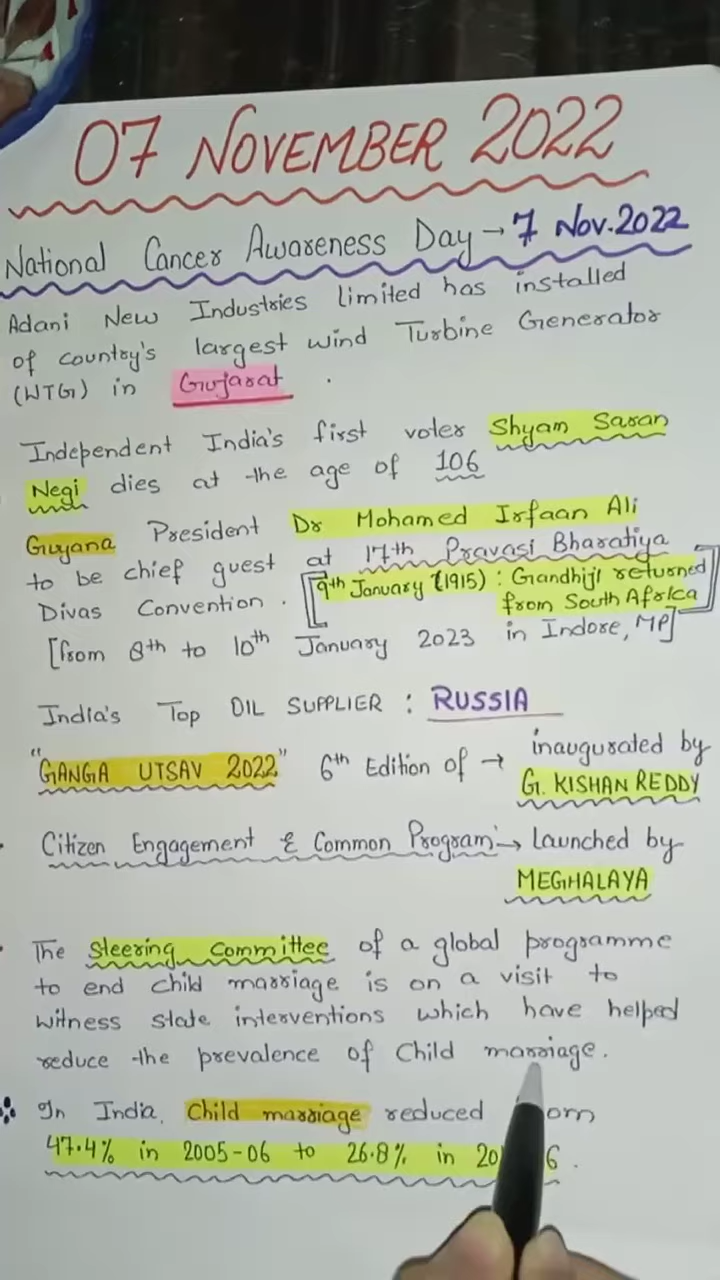 07 NOVEMBER 2022
National Cancer Awareness Day → 7 Nov. 2022
Adani New Industries limited has installed
of country's largest wind Turbine Generator
(WTG) in Gujarat .
Independent India's first voter Shyam Saran
Negi dies at the age of 106
Guyana President Dr Mohamed Irfaan Ali
to be chief guest at 17th Pravasi Bharatiya
Divas Convention . [9th January (1915) : Gandhiji returned
from South Africa]
[from 8th to 10th January 2023 in Indore, MP]
India's Top OIL SUPPLIER : RUSSIA
"GANGA UTSAV 2022" 6th Edition of → inaugurated by
G. KISHAN REDDY
Citizen Engagement & Common Program → Launched by
MEGHALAYA
The Steering Committee of a global programme
to end child marriage is on a visit to
witness state interventions which have helped
reduce the prevalence of Child marriage.
In India, Child marriage reduced
47.4% in 2005-06 to 26.8% in